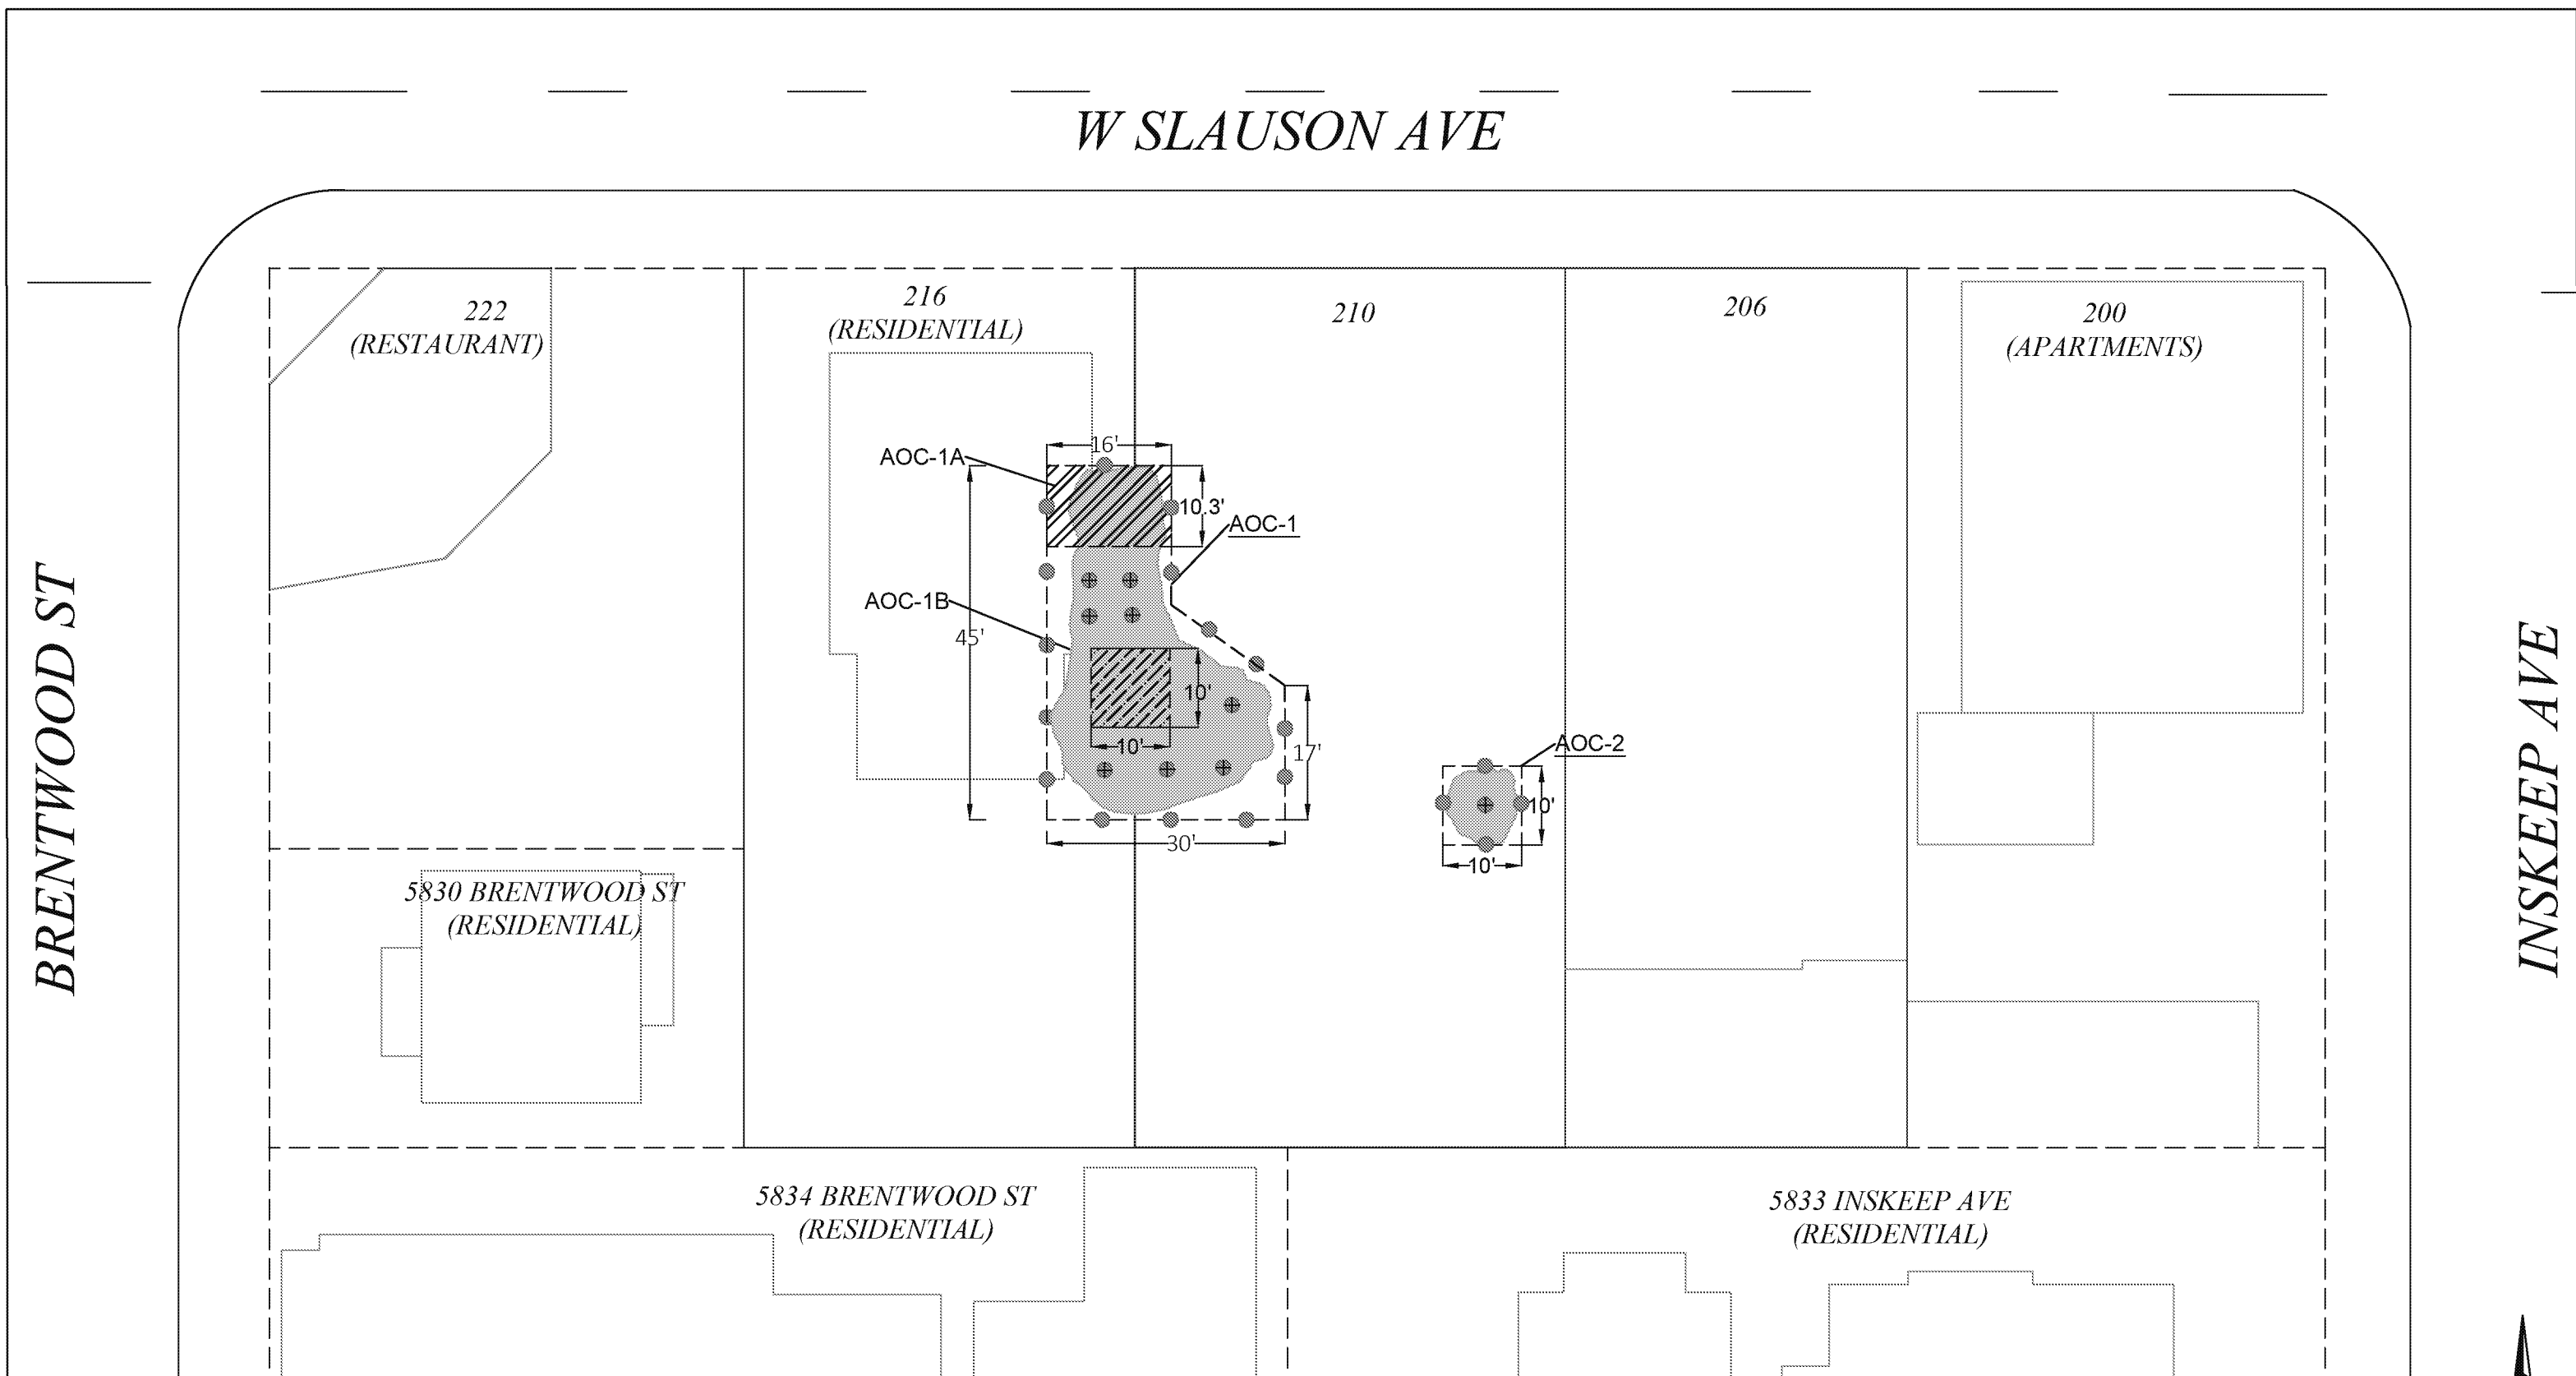 W SLAUSON AVE
222
(RESTAURANT)
216
(RESIDENTIAL)
210
206
200
(APARTMENTS)
16'
AOC-1A
10.3'
AOC-1
AOC-1B
45'
10'
10'
17'
30'
AOC-2
10'
10'
BRENTWOOD ST
INSKEEP AVE
5830 BRENTWOOD ST
(RESIDENTIAL)
5834 BRENTWOOD ST
(RESIDENTIAL)
5833 INSKEEP AVE
(RESIDENTIAL)